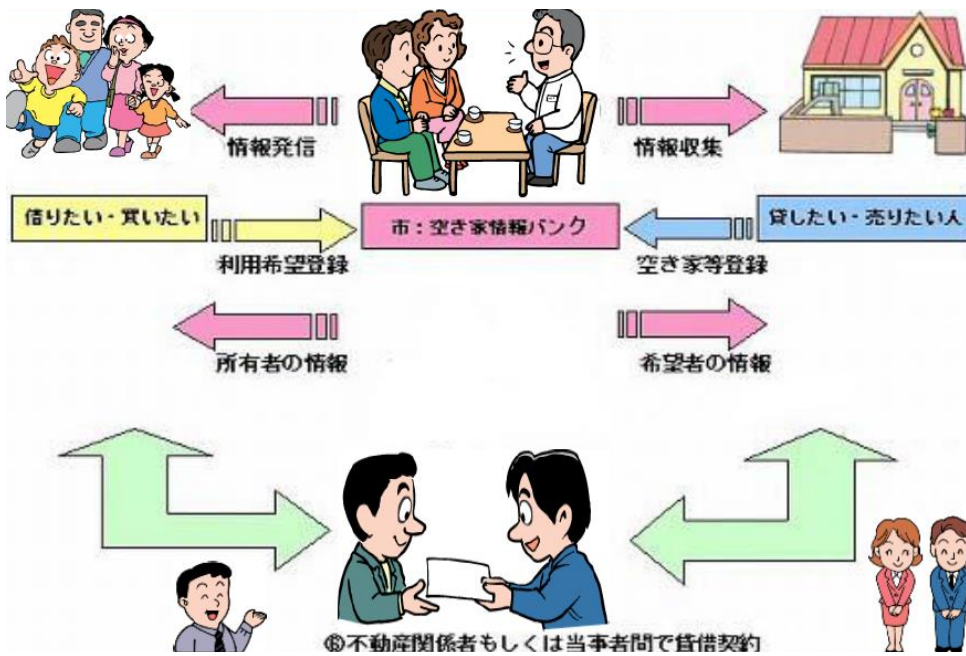 情報発信
情報収集
借りたい・買いたい
市：空き家情報バンク
貸したい・売りたい人
利用希望登録
空き家等登録
所有者の情報
希望者の情報
⑥不動産関係者もしくは当事者間で貸借契約